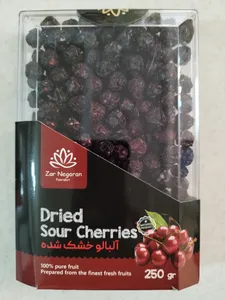 Zar Negaran
Dried
Sour Cherries
آلبالو خشک شده
100% pure fruit
Prepared from the finest fresh fruits
250 gr